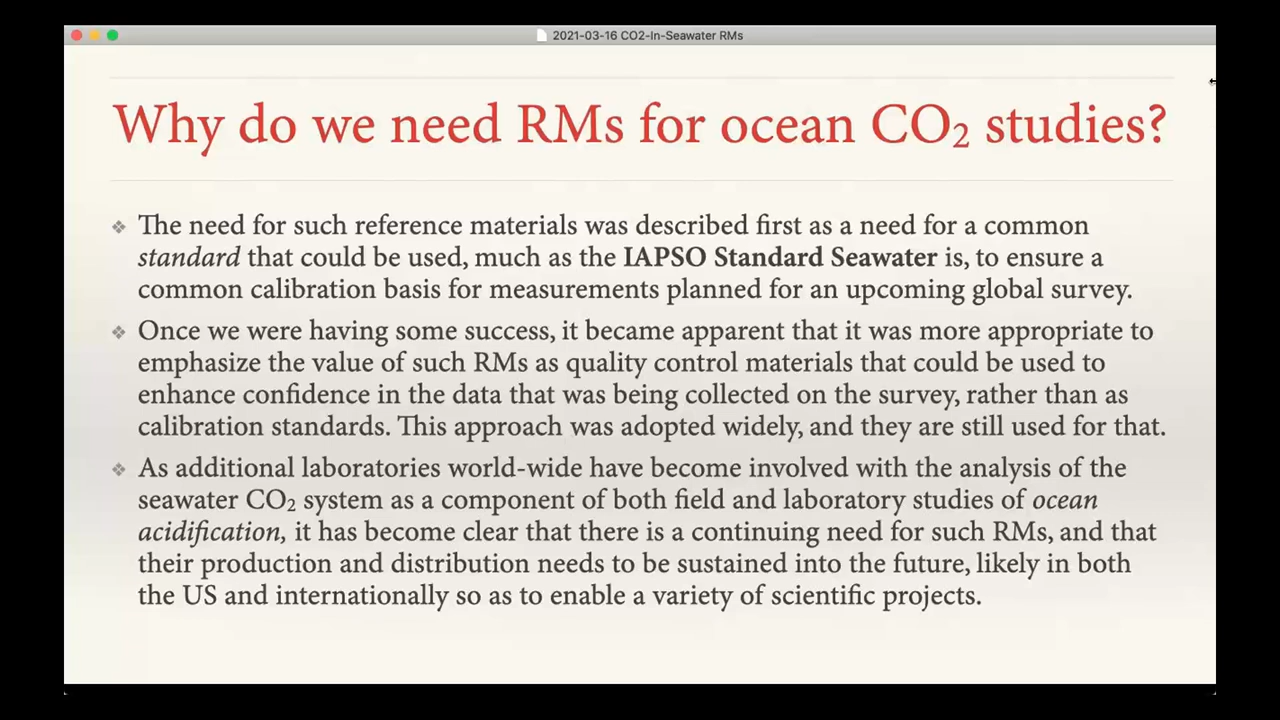 2021-03-16 CO2-In-Seawater RMs
Why do we need RMs for ocean CO₂ studies?
❖ The need for such reference materials was described first as a need for a common
standard that could be used, much as the IAPSO Standard Seawater is, to ensure a
common calibration basis for measurements planned for an upcoming global survey.
❖ Once we were having some success, it became apparent that it was more appropriate to
emphasize the value of such RMs as quality control materials that could be used to
enhance confidence in the data that was being collected on the survey, rather than as
calibration standards. This approach was adopted widely, and they are still used for that.
❖ As additional laboratories world-wide have become involved with the analysis of the
seawater CO₂ system as a component of both field and laboratory studies of ocean
acidification, it has become clear that there is a continuing need for such RMs, and that
their production and distribution needs to be sustained into the future, likely in both
the US and internationally so as to enable a variety of scientific projects.